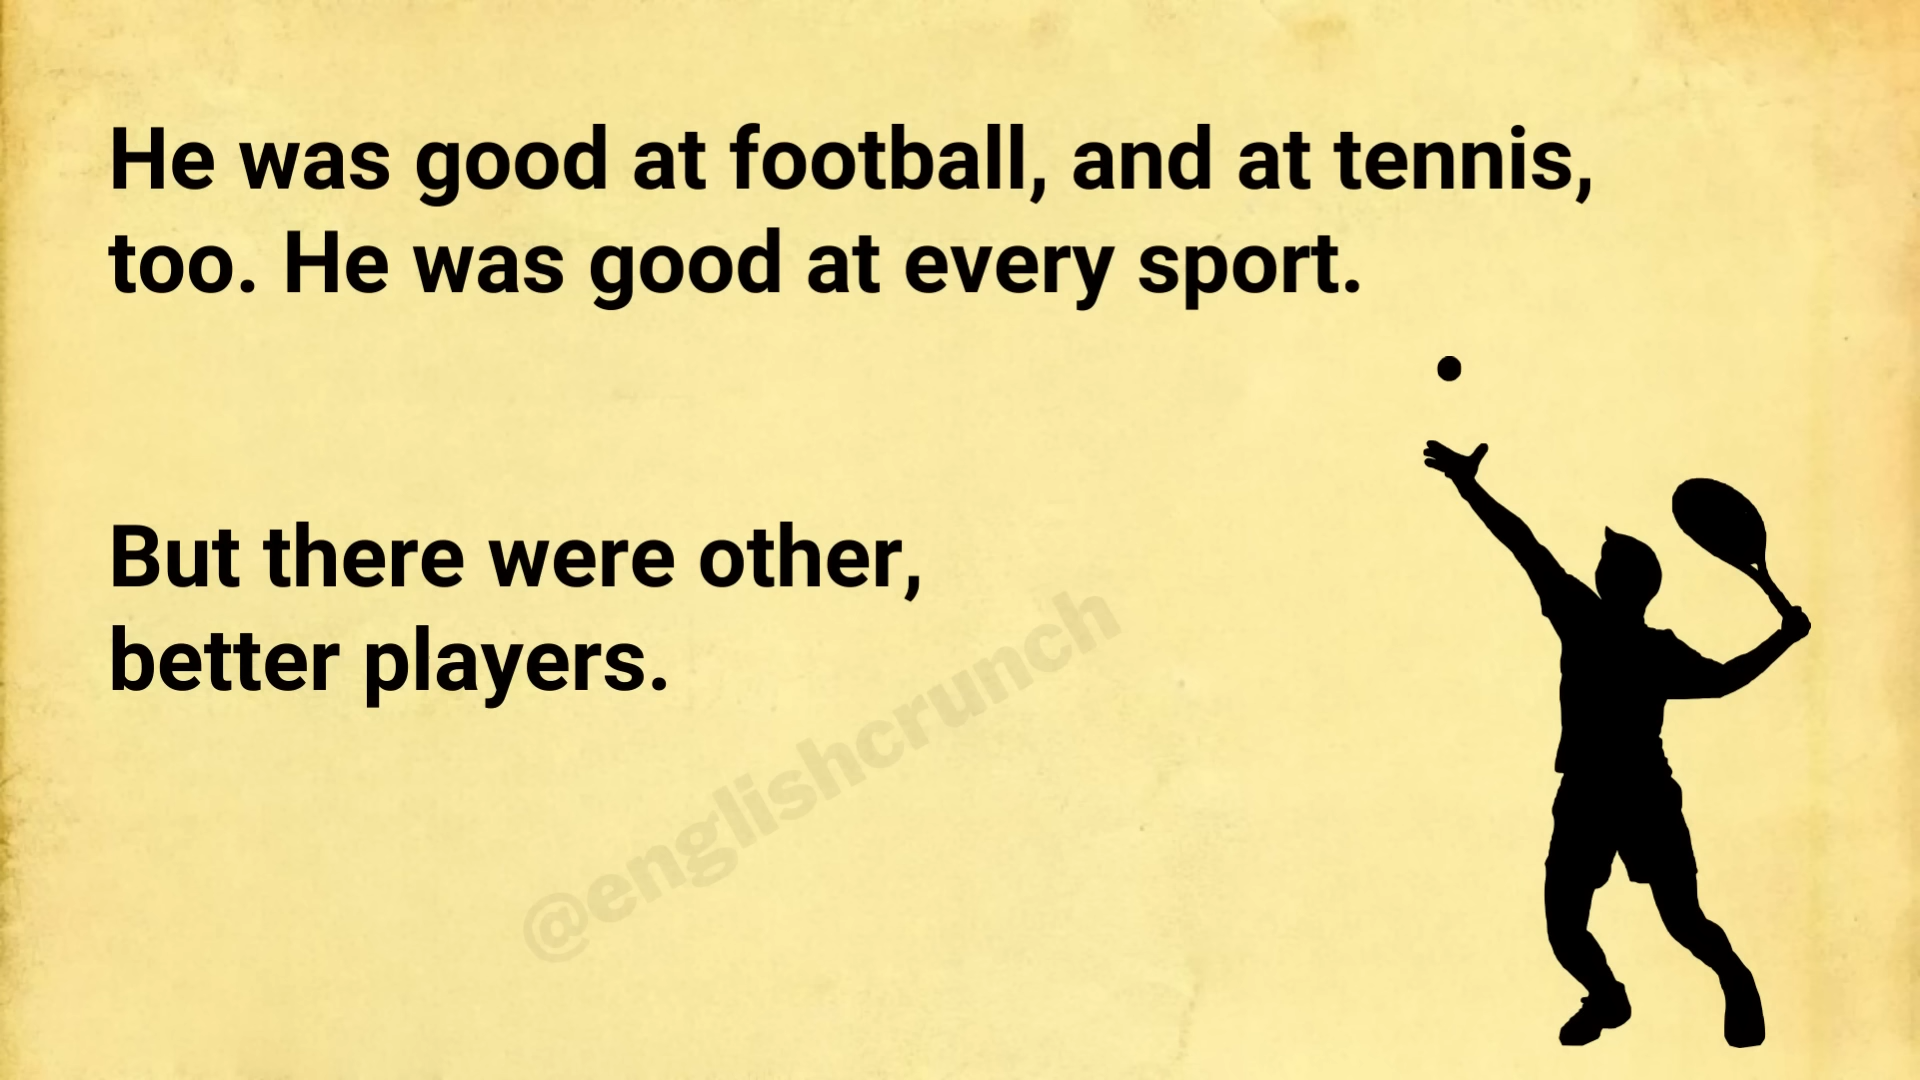 He was good at football, and at tennis,
too. He was good at every sport.
But there were other,
better players.
@englishcrunch